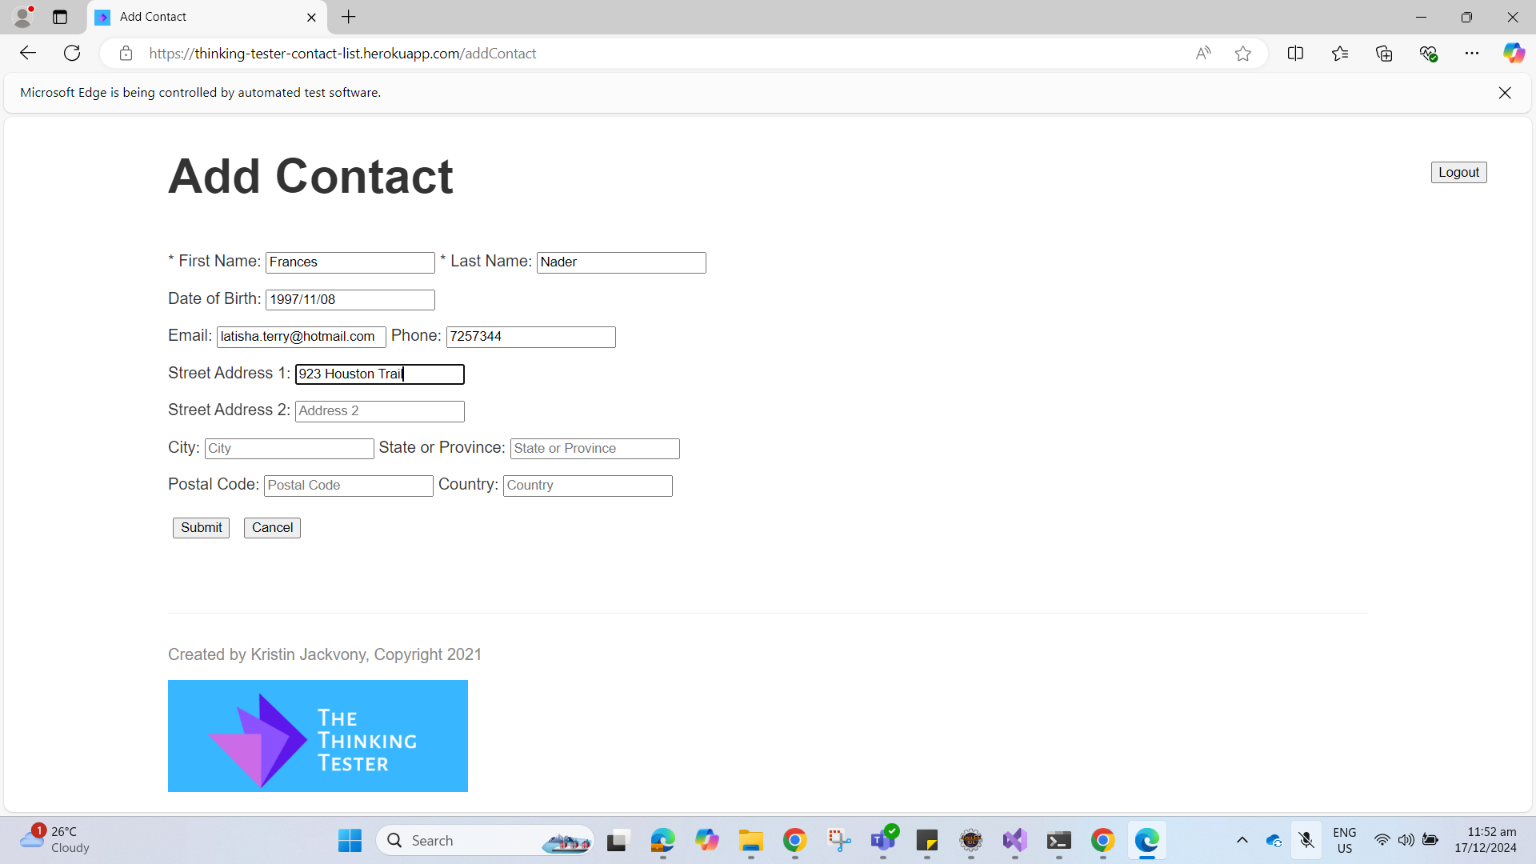 Add Contact
https://thinking-tester-contact-list.herokuapp.com/addContact
Microsoft Edge is being controlled by automated test software.
Add Contact
Logout
* First Name: Frances * Last Name: Nader
Date of Birth: 1997/11/08
Email: latisha.terry@hotmail.com Phone: 7257344
Street Address 1: 923 Houston Trail
Street Address 2: Address 2
City: City State or Province: State or Province
Postal Code: Postal Code Country: Country
Submit Cancel
Created by Kristin Jackvony, Copyright 2021
THE
THINKING
TESTER
1
26°C
Cloudy
Search
ENG
US
11:52 am
17/12/2024